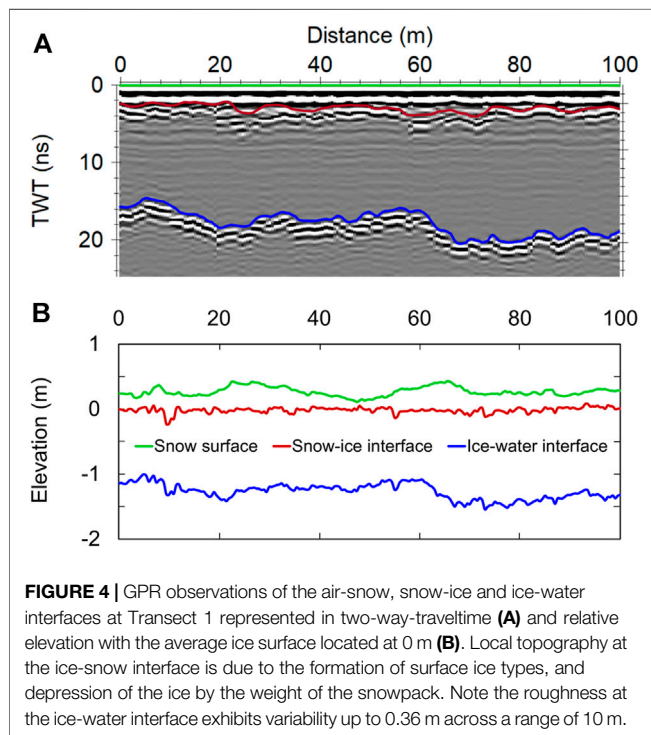 A
Distance (m)
0 20 40 60 80 100
0
10
20
TWT (ns)
B
0 20 40 60 80 100
1
0
-1
-2
Elevation (m)
Snow surface Snow-ice interface Ice-water interface
FIGURE 4 | GPR observations of the air-snow, snow-ice and ice-water
interfaces at Transect 1 represented in two-way-traveltime (A) and relative
elevation with the average ice surface located at 0 m (B). Local topography at
the ice-snow interface is due to the formation of surface ice types, and
depression of the ice by the weight of the snowpack. Note the roughness at
the ice-water interface exhibits variability up to 0.36 m across a range of 10 m.